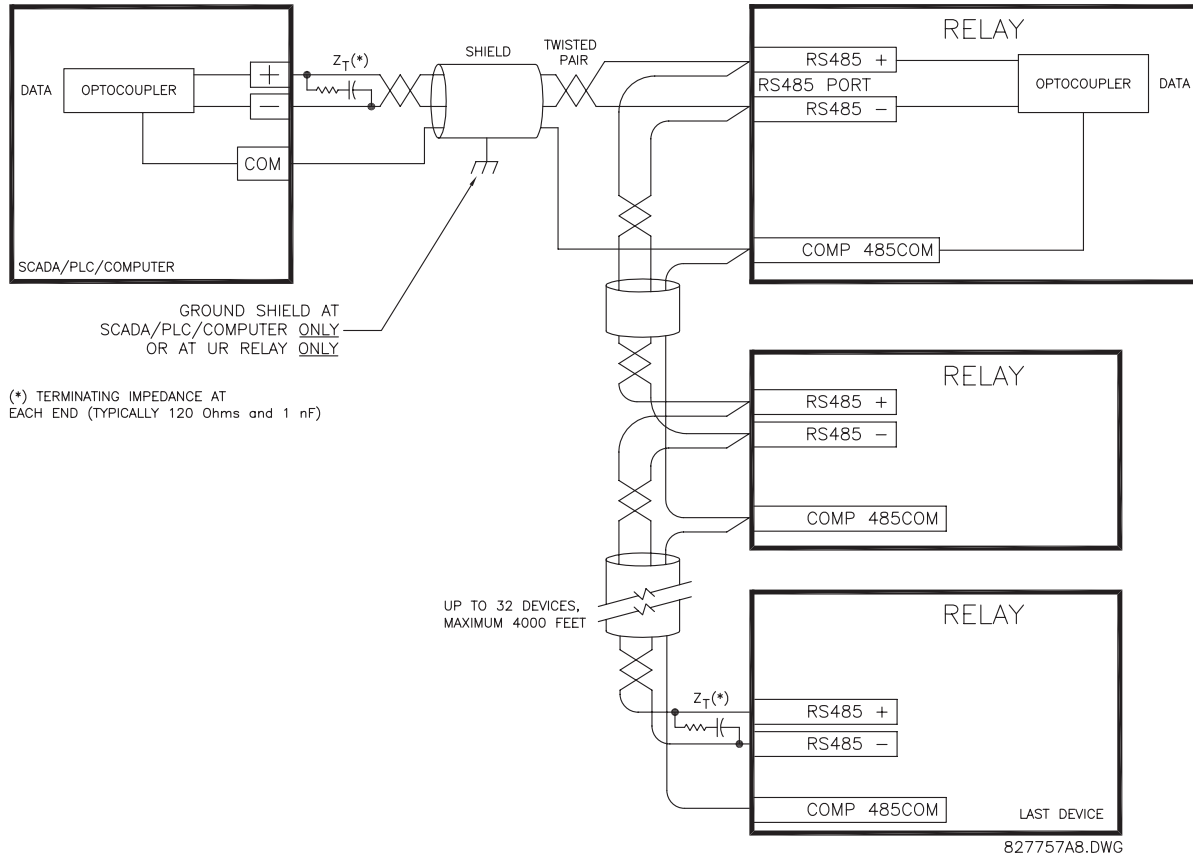 RELAY
SHIELD
TWISTED
PAIR
Z_T(*)
DATA
OPTOCOUPLER
+
−
COM
SCADA/PLC/COMPUTER
RS485 +
RS485 PORT
RS485 −
OPTOCOUPLER
DATA
COMP 485COM
GROUND SHIELD AT
SCADA/PLC/COMPUTER ONLY
OR AT UR RELAY ONLY
(*) TERMINATING IMPEDANCE AT
EACH END (TYPICALLY 120 Ohms and 1 nF)
RELAY
RS485 +
RS485 −
COMP 485COM
UP TO 32 DEVICES,
MAXIMUM 4000 FEET
RELAY
Z_T(*)
RS485 +
RS485 −
COMP 485COM
LAST DEVICE
827757A8.DWG